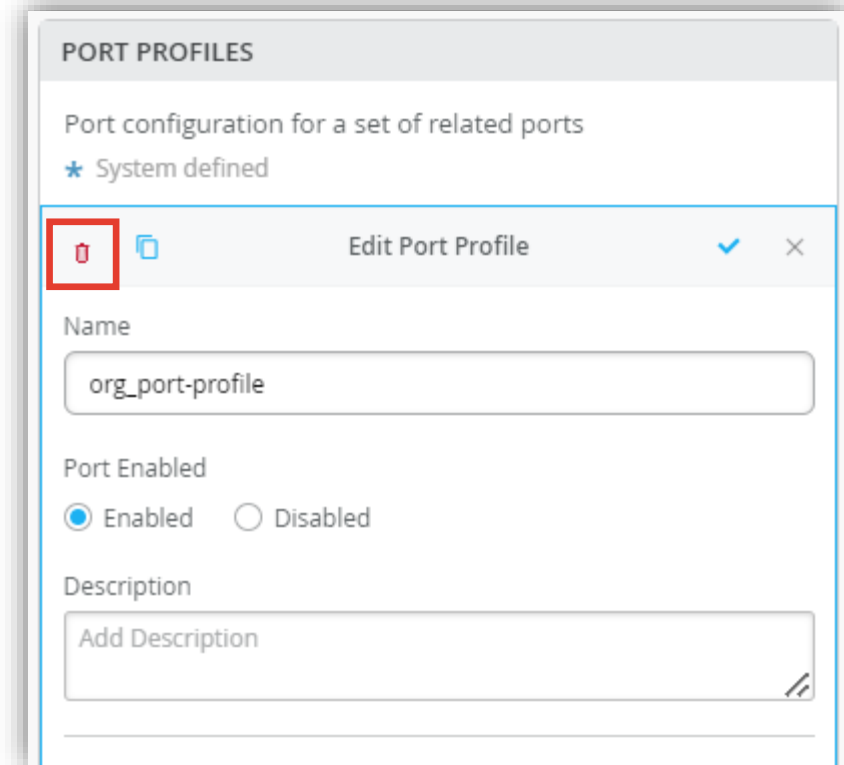 PORT PROFILES
Port configuration for a set of related ports
* System defined
Edit Port Profile
Name
org_port-profile
Port Enabled
Enabled Disabled
Description
Add Description